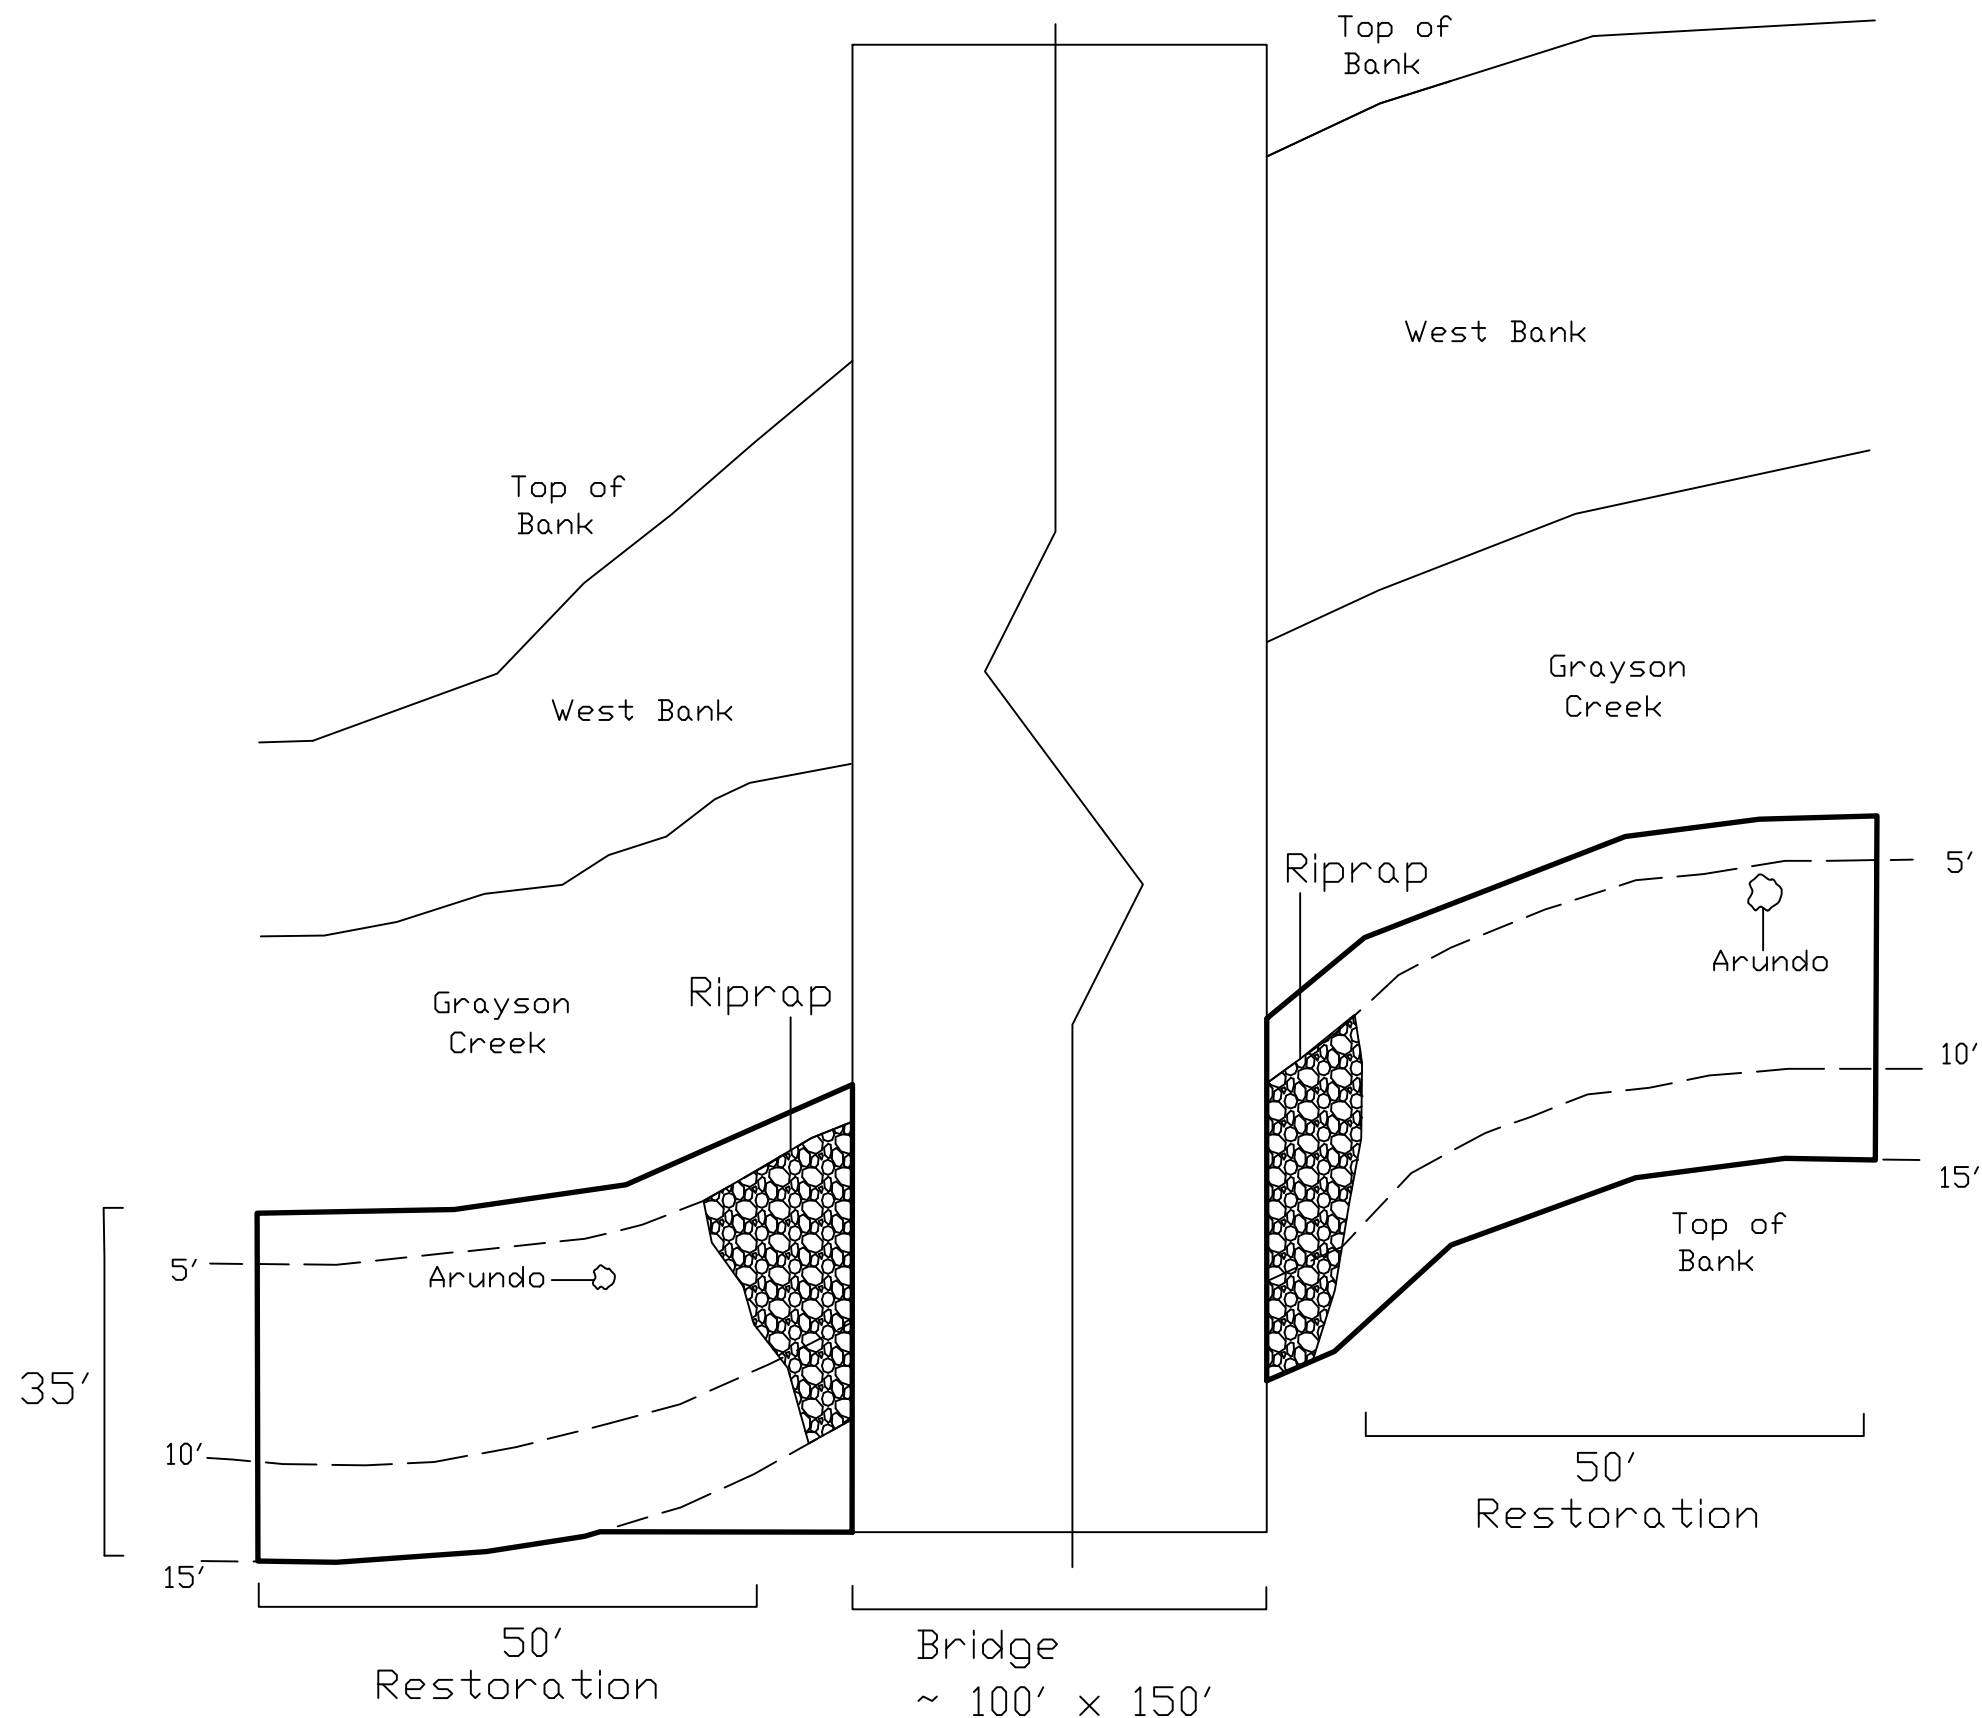 Top of
Bank
West Bank
Top of
Bank
Grayson
Creek
West Bank
Riprap
5'
Arundo
Riprap
Grayson
Creek
10'
15'
Top of
Bank
5'
Arundo
35'
10'
50'
Restoration
15'
50'
Restoration
Bridge
~ 100' x 150'